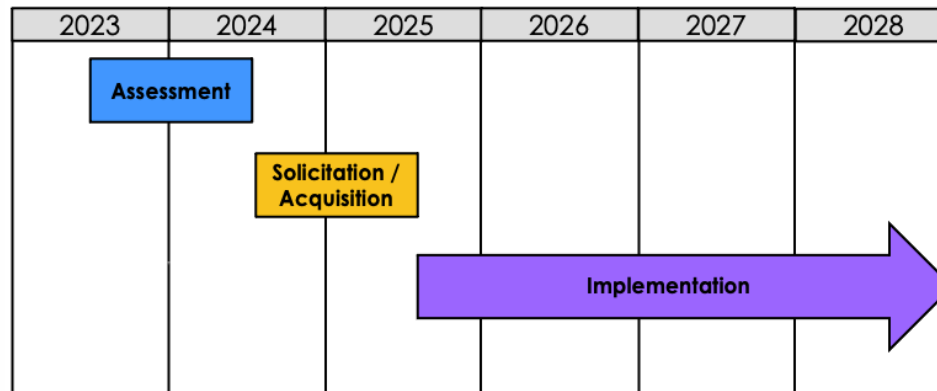 2023 2024 2025 2026 2027 2028
Assessment
Solicitation /
Acquisition
Implementation